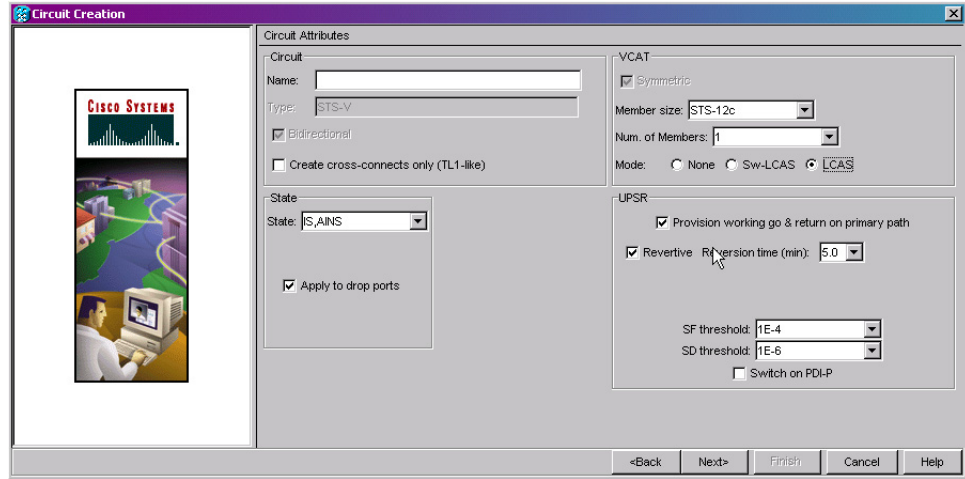 Circuit Creation
CISCO SYSTEMS
Circuit Attributes
Circuit
Name:
Type: STS-V
Bidirectional
Create cross-connects only (TL1-like)
State
State: IS,AINS
Apply to drop ports
VCAT
Symmetric
Member size: STS-12c
Num. of Members: 1
Mode: None Sw-LCAS LCAS
UPSR
Provision working go & return on primary path
Revertive Reversion time (min): 5.0
SF threshold: 1E-4
SD threshold: 1E-6
Switch on PDI-P
<Back Next> Finish Cancel Help